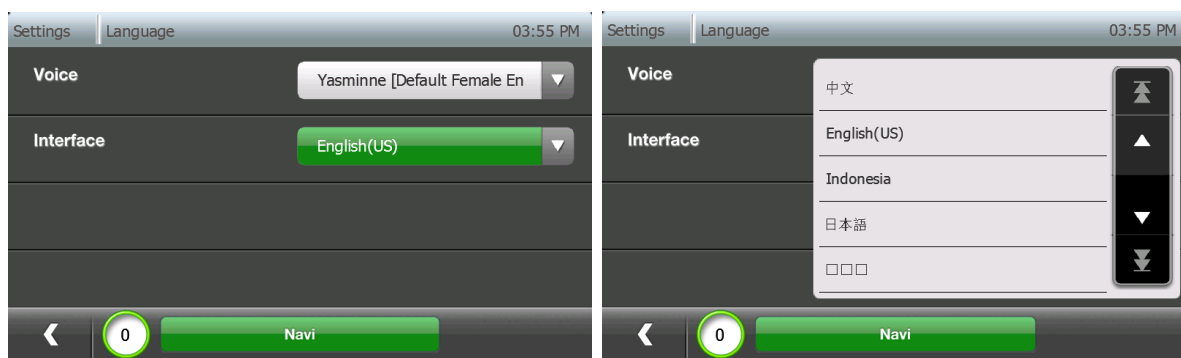 Settings Language 03:55 PM
Voice Yasminne [Default Female En
Interface English(US)
0 Navi
Settings Language 03:55 PM
Voice
中文
Interface
English(US)
Indonesia
日本語
□□□
0 Navi